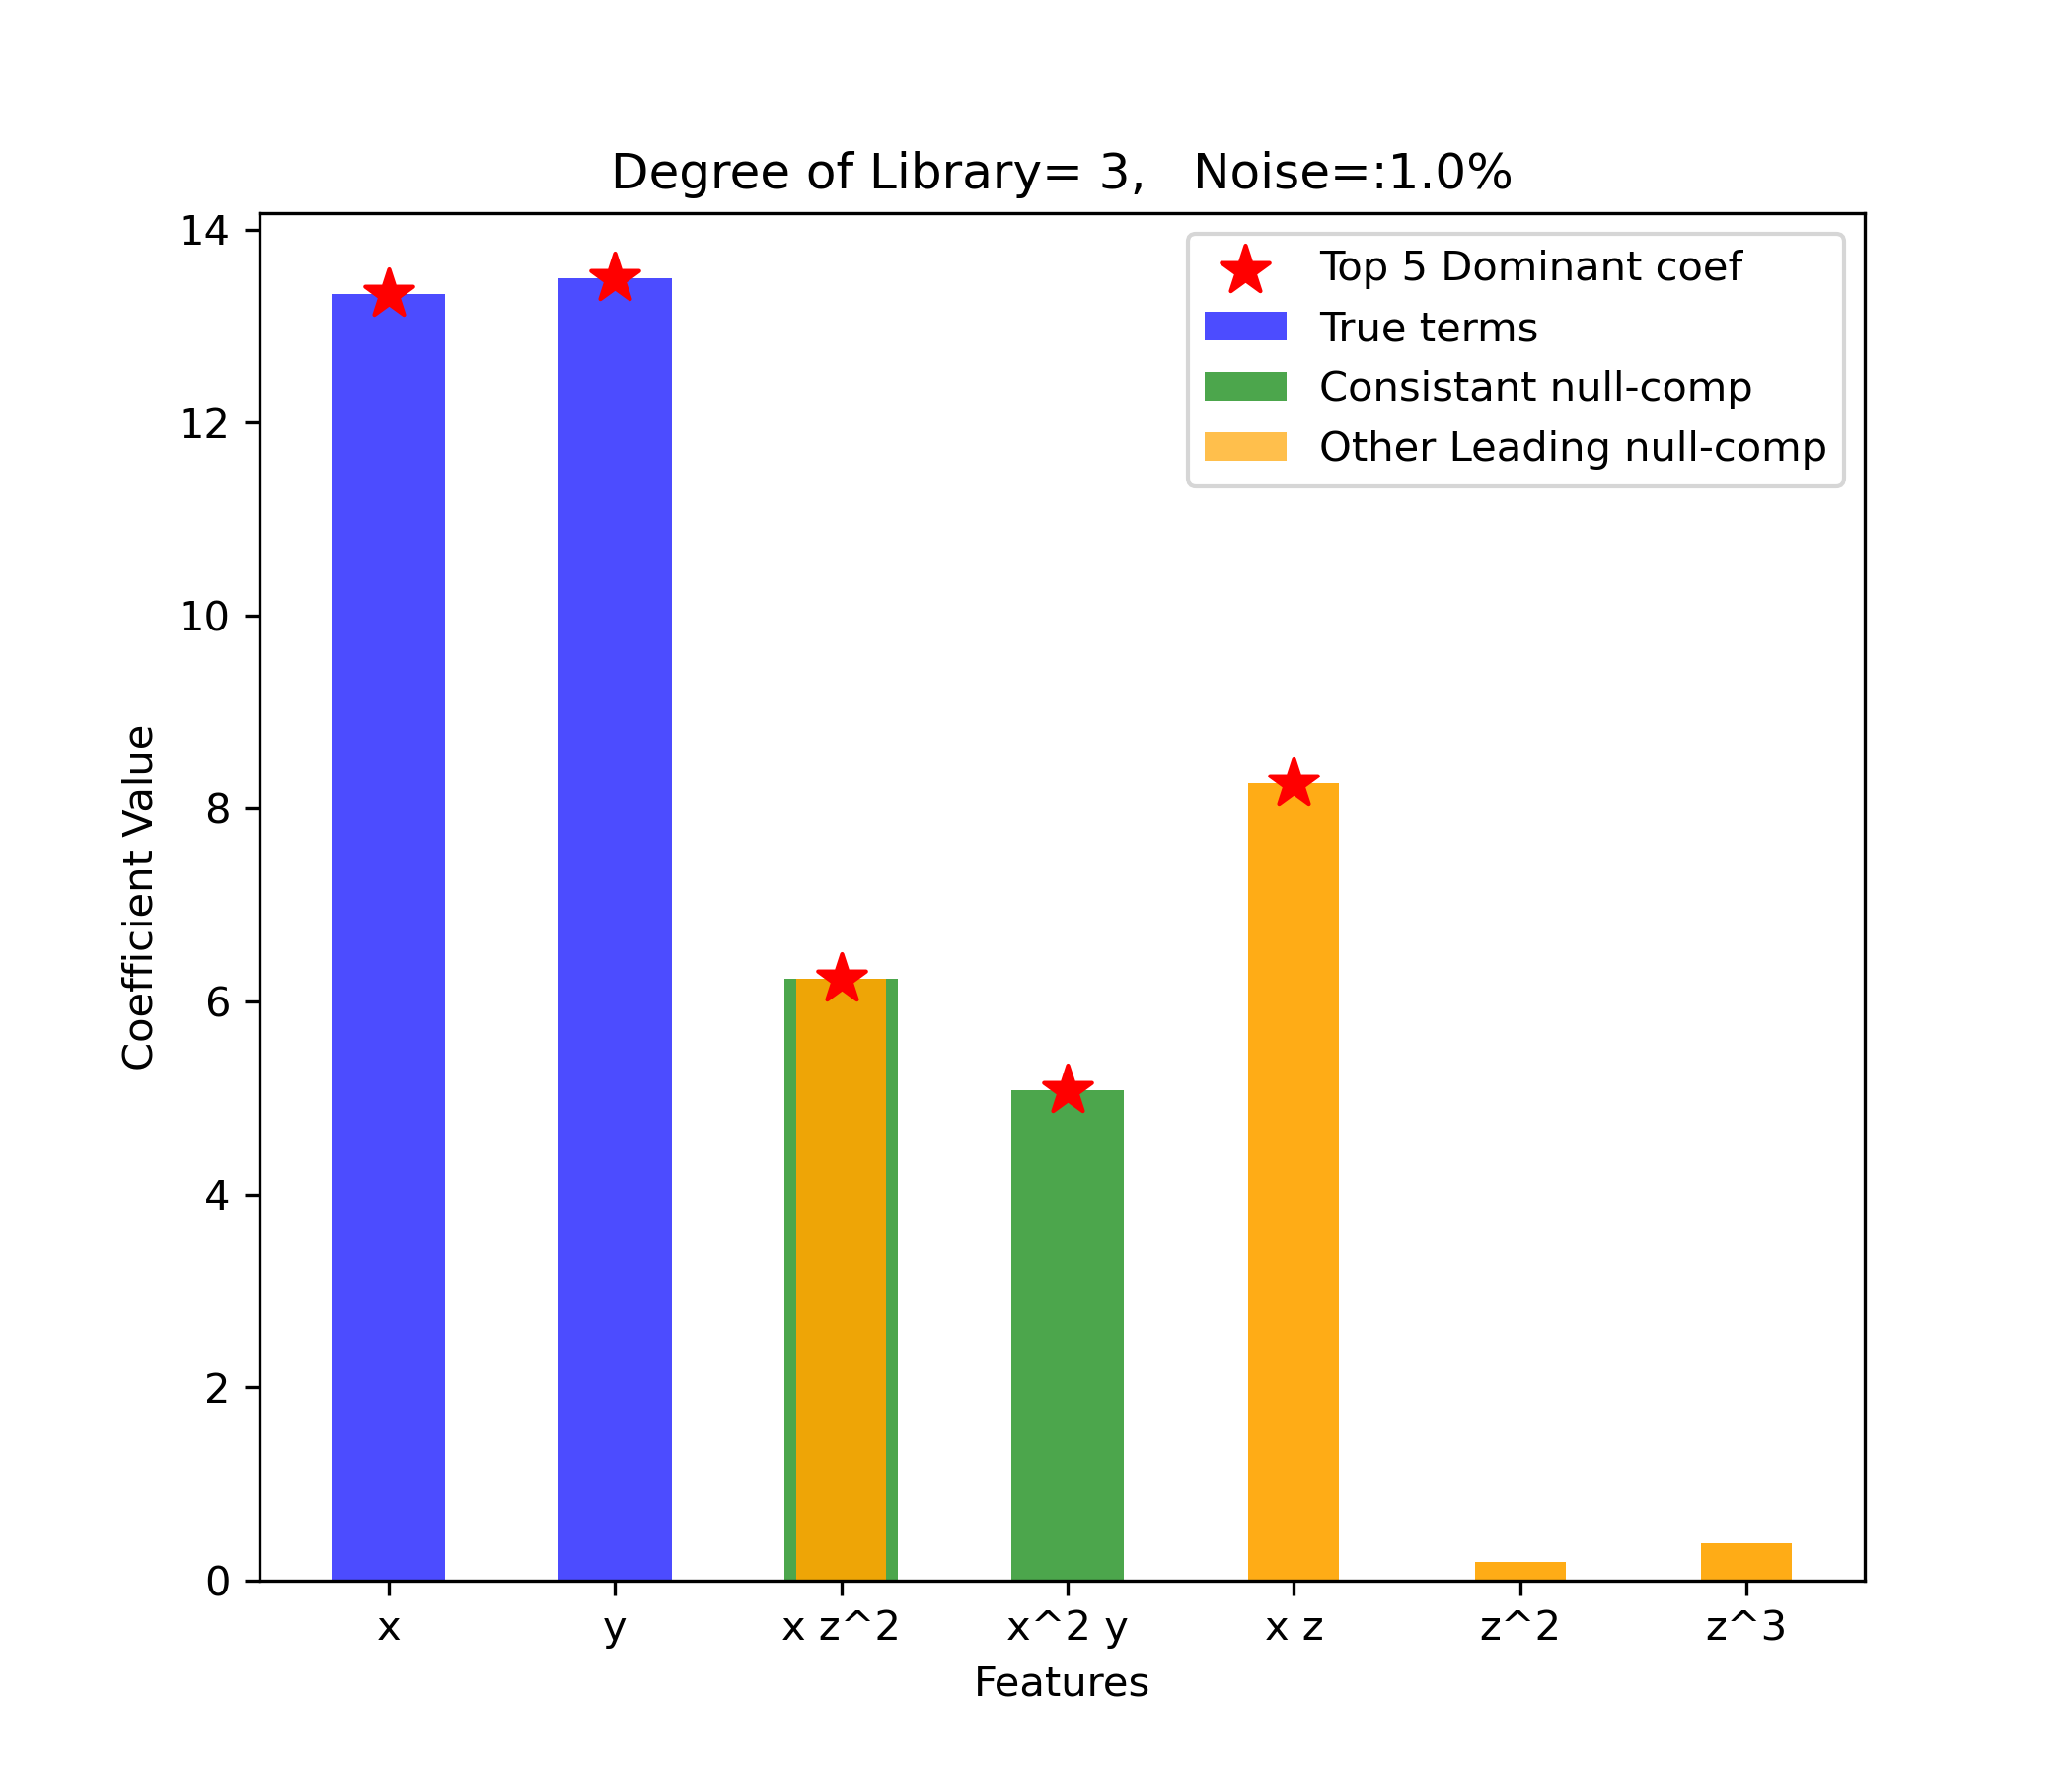 Degree of Library= 3,   Noise=:1.0%
Top 5 Dominant coef
True terms
Consistant null-comp
Other Leading null-comp
Coefficient Value
14
12
10
8
6
4
2
0
x y x z^2 x^2 y x z z^2 z^3
Features